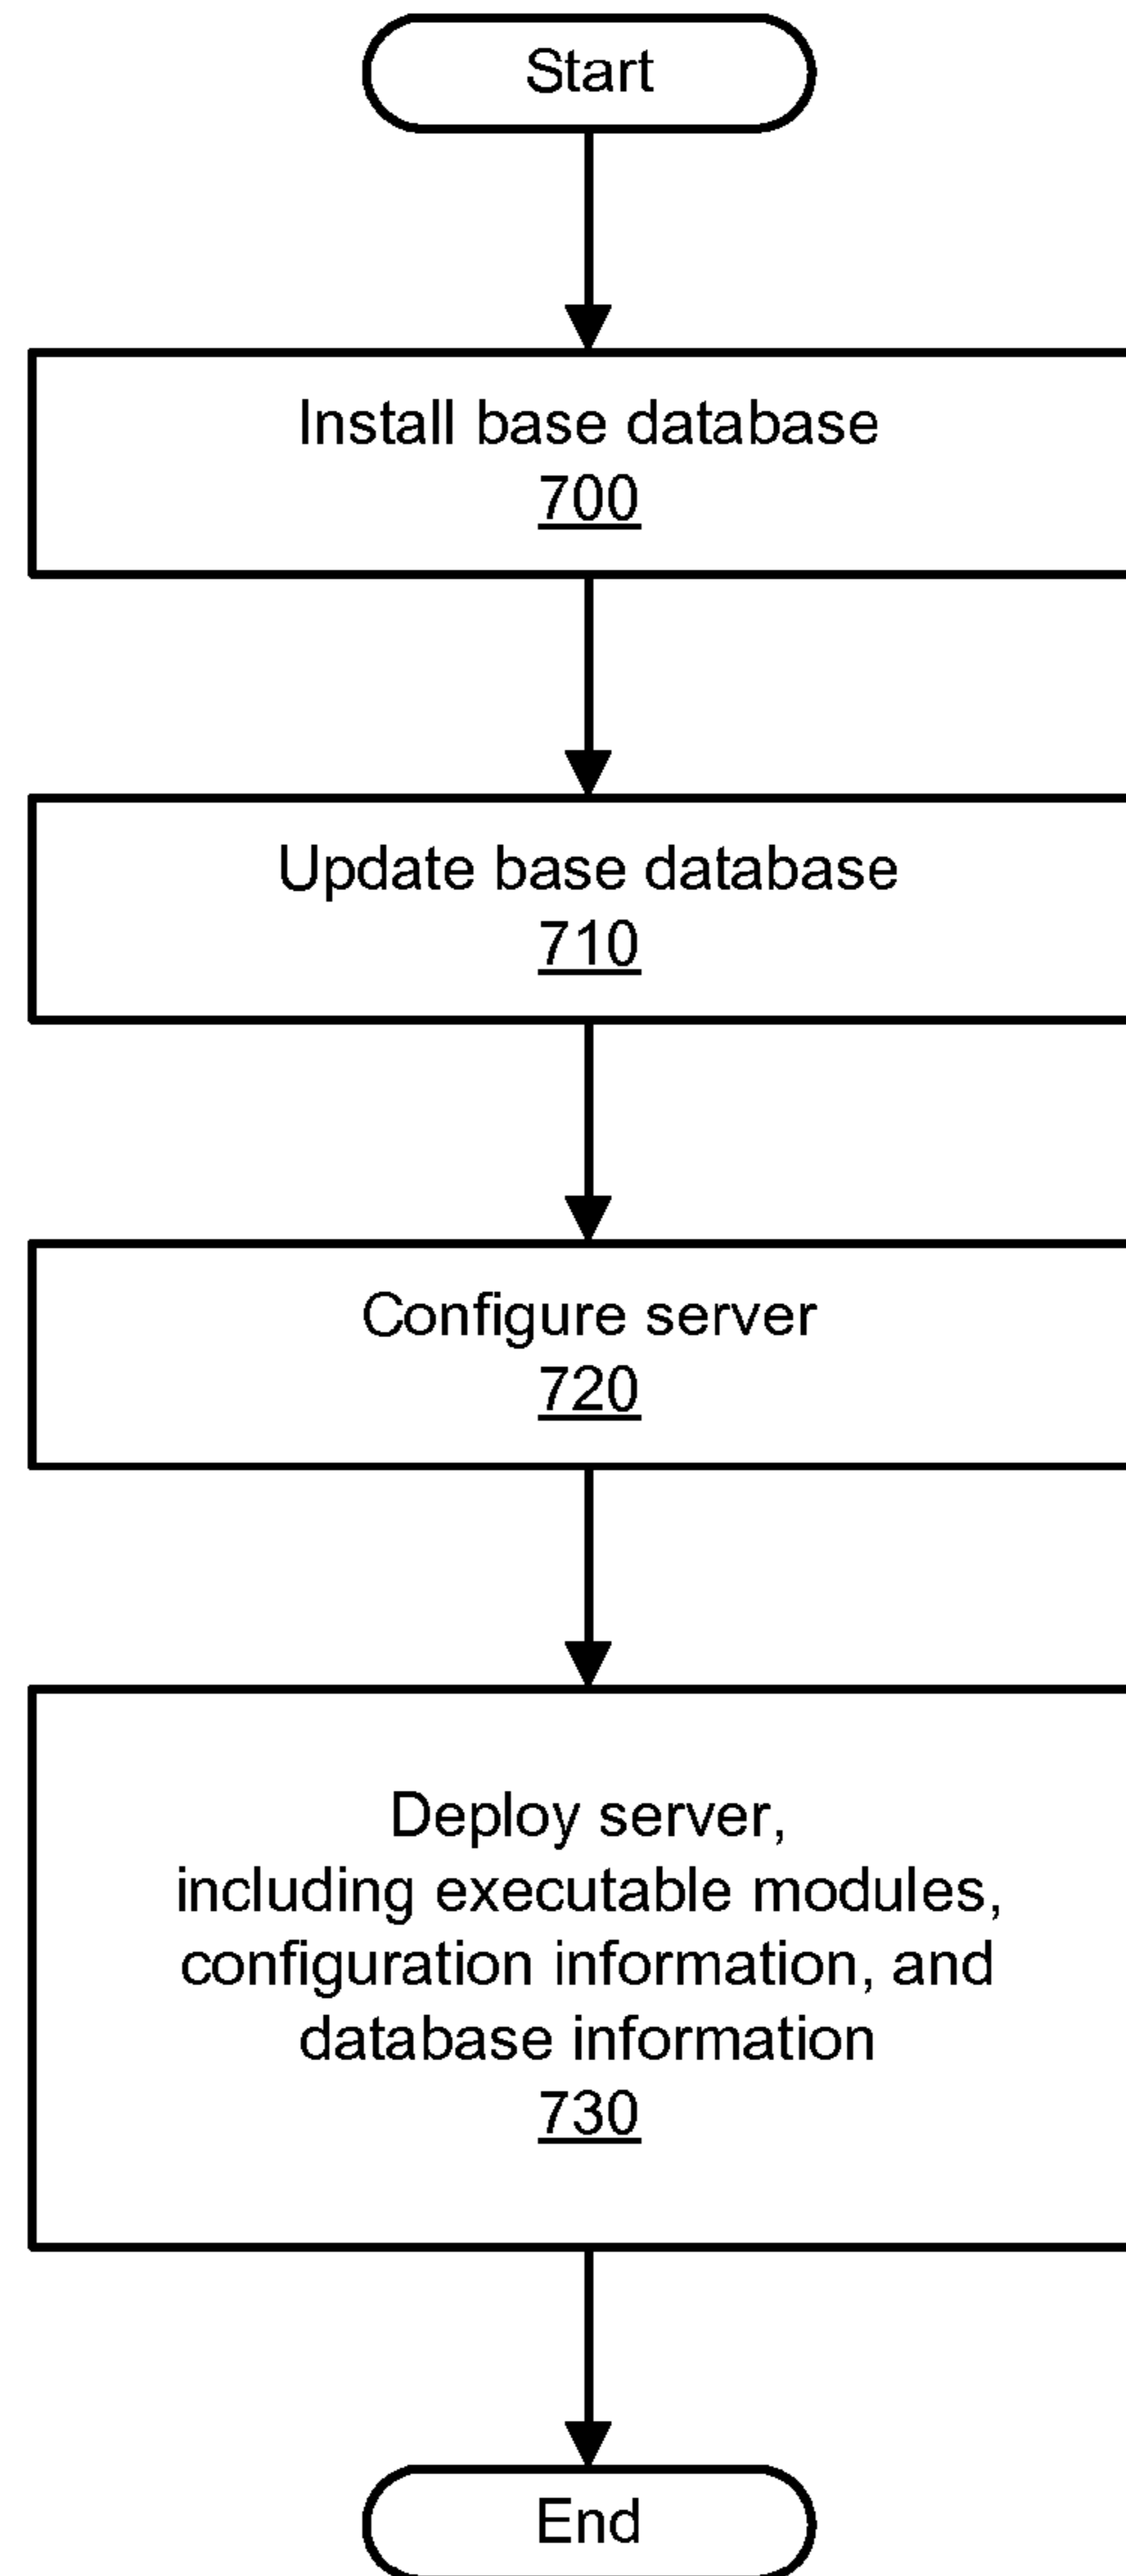 Start
Install base database
700
Update base database
710
Configure server
720
Deploy server,
including executable modules,
configuration information, and
database information
730
End